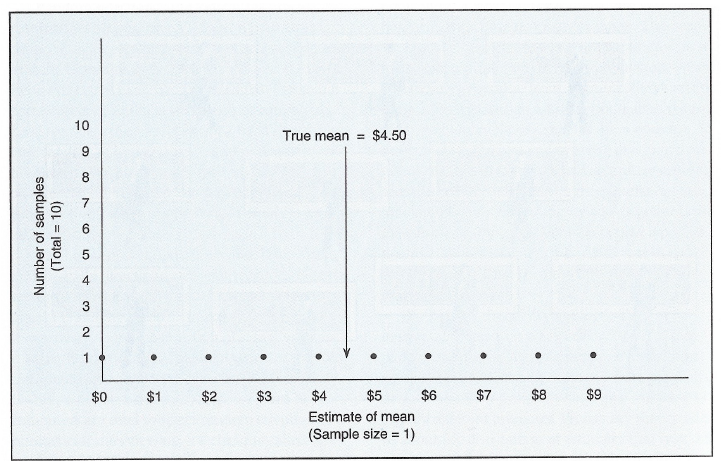 10
9
8
7
6
5
4
3
2
1
Number of samples
(Total = 10)
True mean = $4.50
$0 $1 $2 $3 $4 $5 $6 $7 $8 $9
Estimate of mean
(Sample size = 1)